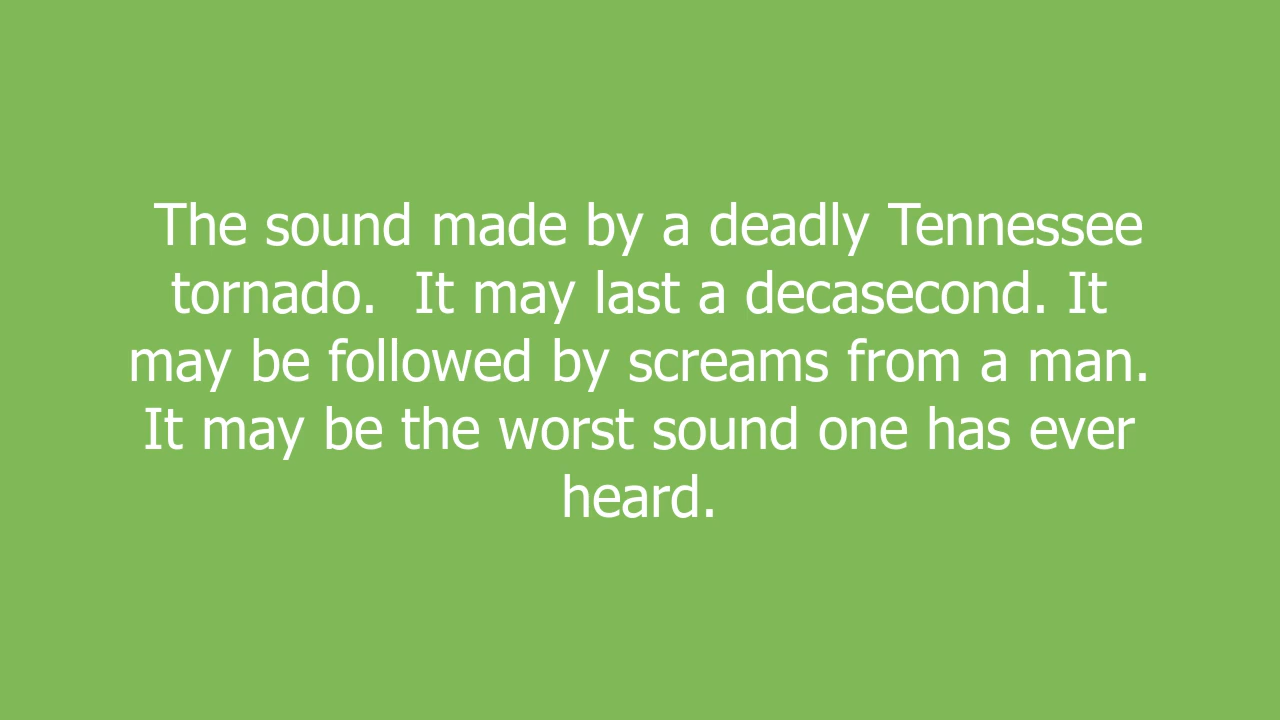 The sound made by a deadly Tennessee
tornado.  It may last a decasecond. It
may be followed by screams from a man.
It may be the worst sound one has ever
heard.